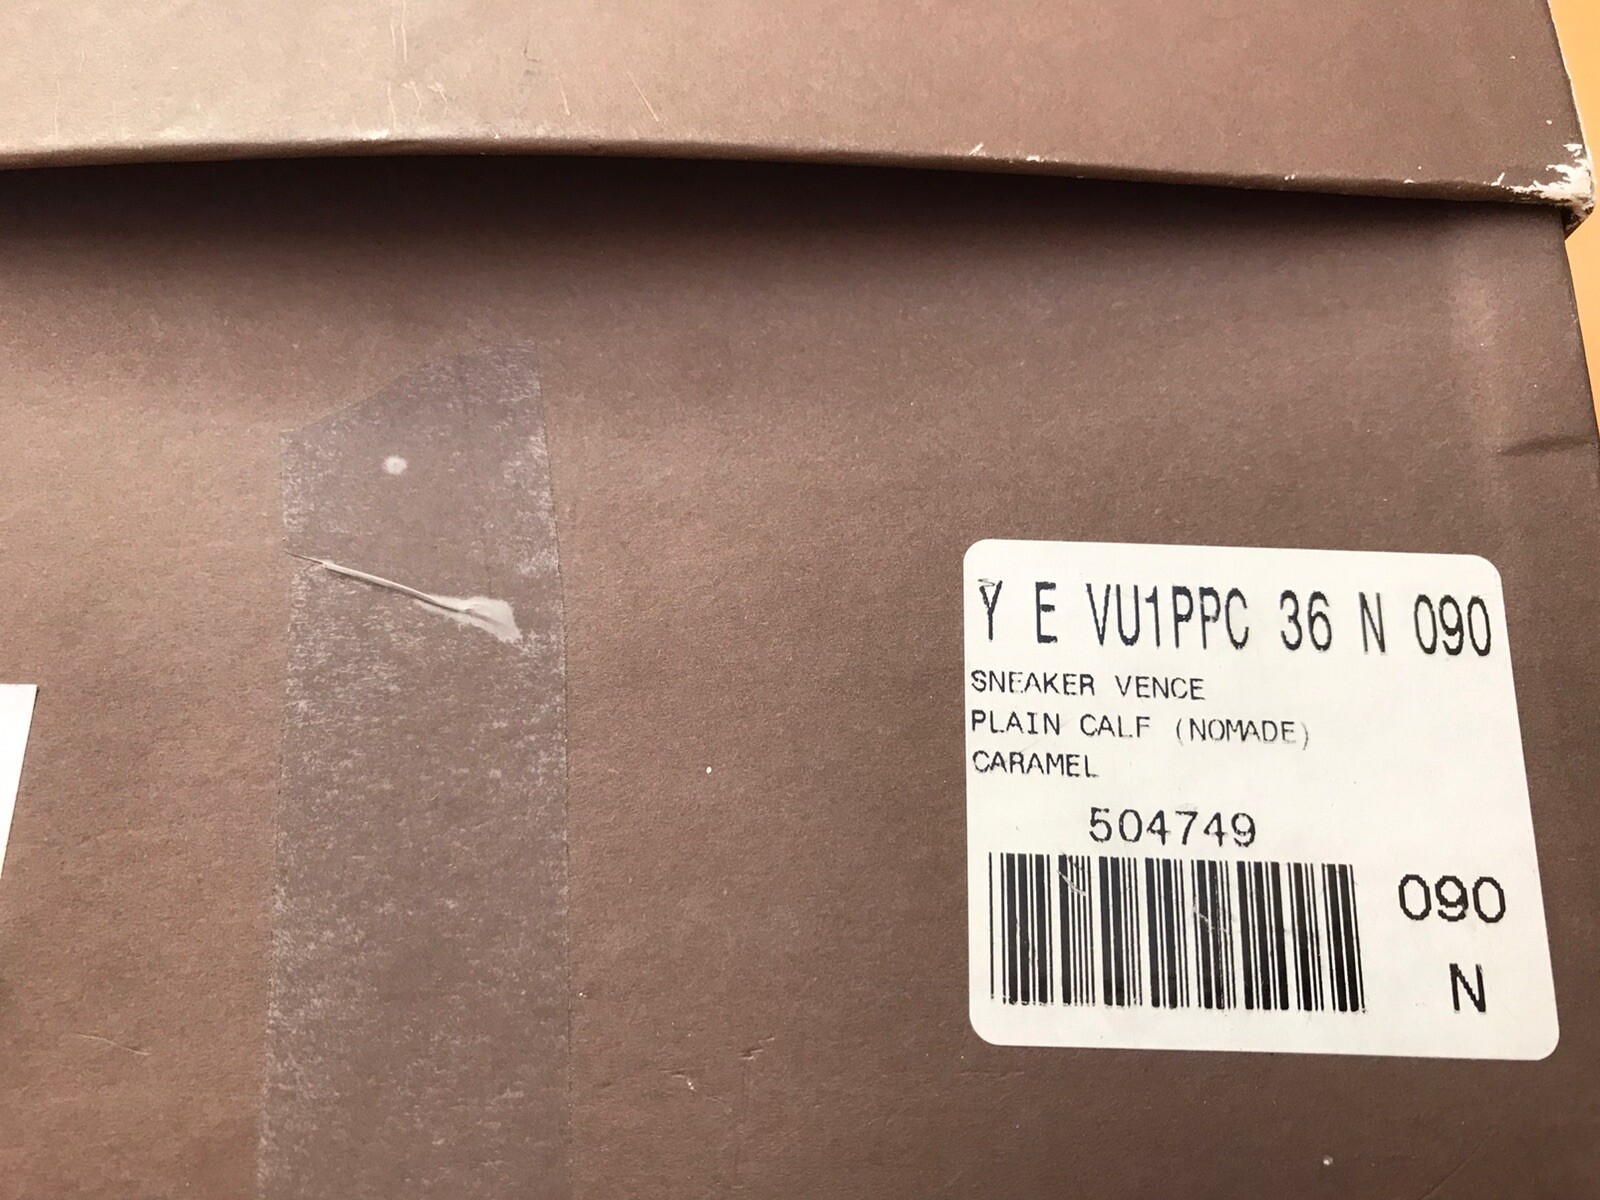 Y E VU1PPC 36 N 090
SNEAKER VENCE
PLAIN CALF (NOMADE)
CARAMEL
504749
090
N